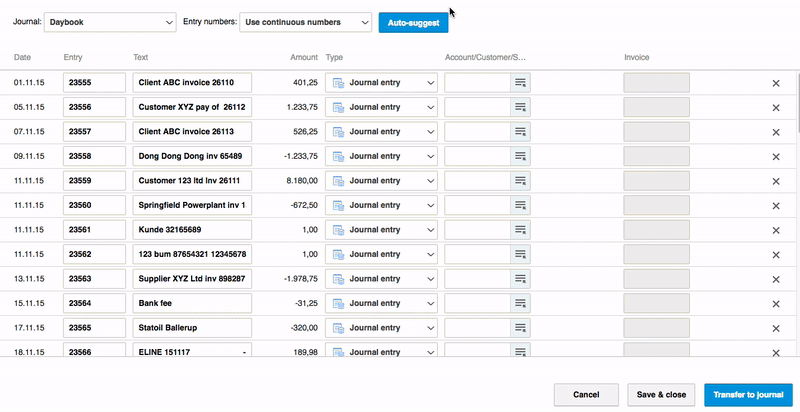 Journal: Daybook Entry numbers: Use continuous numbers Auto-suggest
Date Entry Text Amount Type Account/Customer/S... Invoice
01.11.15 23555 Client ABC invoice 26110 401,25 Journal entry
05.11.15 23556 Customer XYZ pay of 26112 1.233,75 Journal entry
07.11.15 23557 Client ABC invoice 26113 526,25 Journal entry
09.11.15 23558 Dong Dong Dong inv 65489 -1.233,75 Journal entry
11.11.15 23559 Customer 123 ltd Inv 26111 8.180,00 Journal entry
11.11.15 23560 Springfield Powerplant inv 1 -672,50 Journal entry
11.11.15 23561 Kunde 32165689 1,00 Journal entry
11.11.15 23562 123 bum 87654321 12345678 1,00 Journal entry
13.11.15 23563 Supplier XYZ Ltd inv 898287 -1.978,75 Journal entry
15.11.15 23564 Bank fee -31,25 Journal entry
17.11.15 23565 Statoil Ballerup -320,00 Journal entry
18.11.15 23566 ELINE 151117 - 189,98 Journal entry
Cancel Save & close Transfer to journal